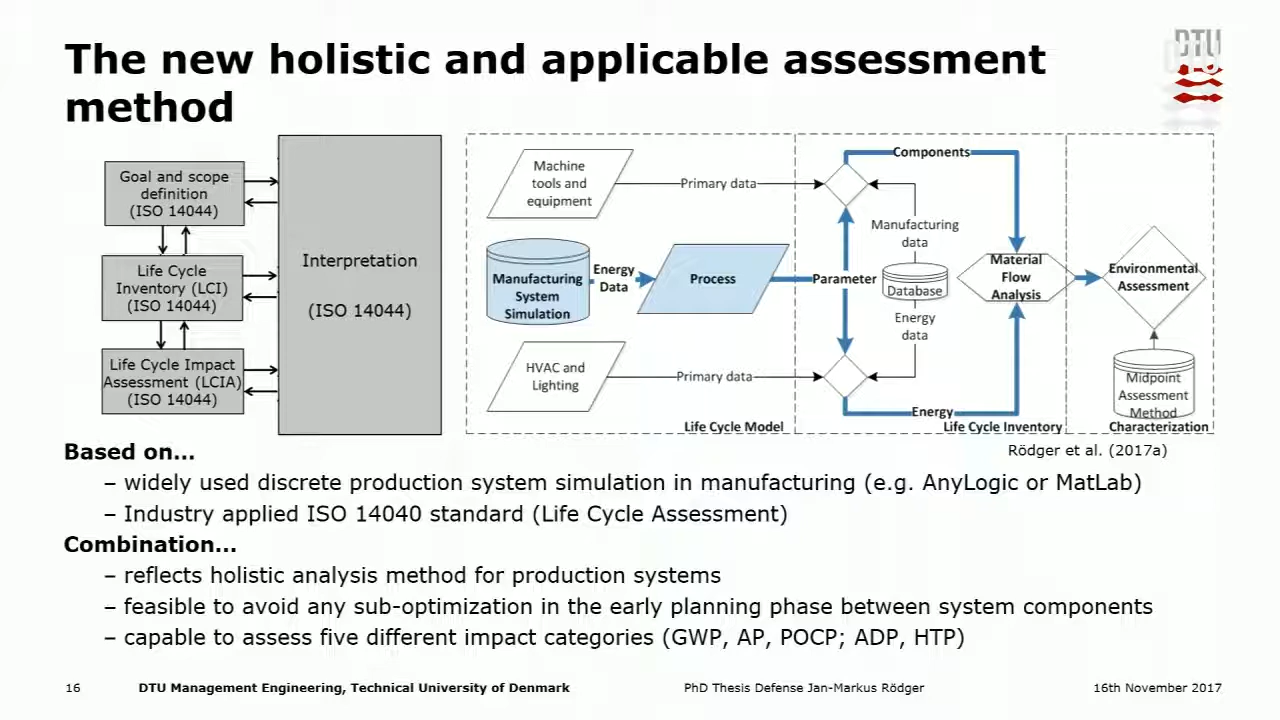 The new holistic and applicable assessment
method
DTU
Goal and scope
definition
(ISO 14044)
Life Cycle
Inventory (LCI)
(ISO 14044)
Life Cycle Impact
Assessment (LCIA)
(ISO 14044)
Interpretation
(ISO 14044)
Machine
tools and
equipment
Primary data
Components
Manufacturing
data
Manufacturing
System
Simulation
Energy
Data
Process
Parameter
Database
Material
Flow
Analysis
Environmental
Assessment
Energy
data
HVAC and
Lighting
Primary data
Energy
Midpoint
Assessment
Method
Life Cycle Model
Life Cycle Inventory
Characterization
Rödger et al. (2017a)
Based on...
– widely used discrete production system simulation in manufacturing (e.g. AnyLogic or MatLab)
– Industry applied ISO 14040 standard (Life Cycle Assessment)
Combination...
– reflects holistic analysis method for production systems
– feasible to avoid any sub-optimization in the early planning phase between system components
– capable to assess five different impact categories (GWP, AP, POCP; ADP, HTP)
16
DTU Management Engineering, Technical University of Denmark
PhD Thesis Defense Jan-Markus Rödger
16th November 2017